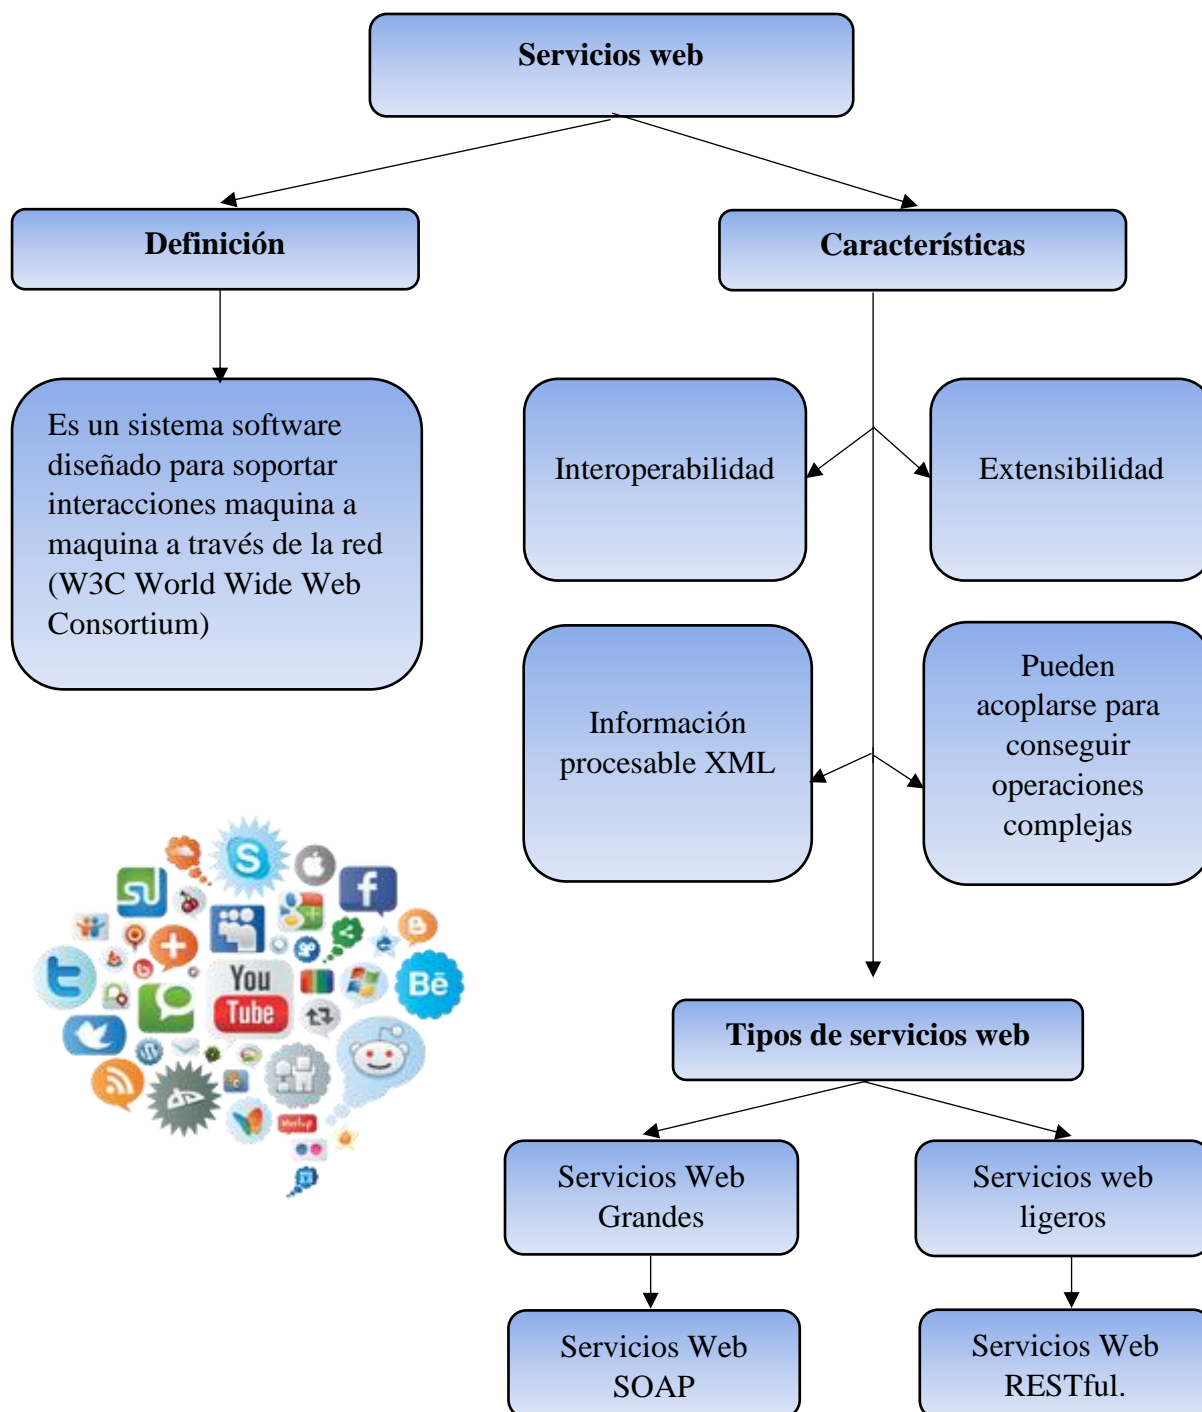 Servicios web
Definición
Característícas
Es un sistema software
diseñado para soportar
interacciones maquina a
maquina a través de la red
(W3C World Wide Web
Consortium)
Interoperabilidad
Extensibilidad
Información
procesable XML
Pueden
acoplarse para
conseguir
operaciones
complejas
You
Tube
Bē
Tipos de servicios web
Servicios Web
Grandes
Servicios web
ligeros
Servicios Web
SOAP
Servicios Web
RESTful.